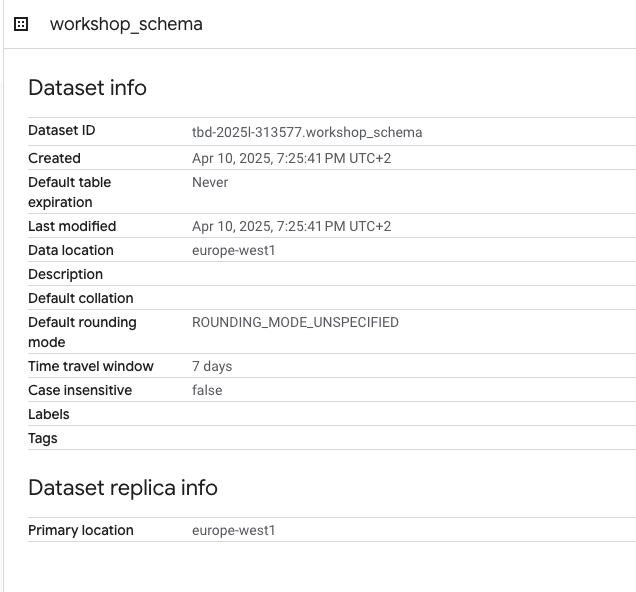 workshop_schema
Dataset info
Dataset ID tbd-2025l-313577.workshop_schema
Created Apr 10, 2025, 7:25:41 PM UTC+2
Default table expiration Never
Last modified Apr 10, 2025, 7:25:41 PM UTC+2
Data location europe-west1
Description
Default collation
Default rounding mode ROUNDING_MODE_UNSPECIFIED
Time travel window 7 days
Case insensitive false
Labels
Tags
Dataset replica info
Primary location europe-west1